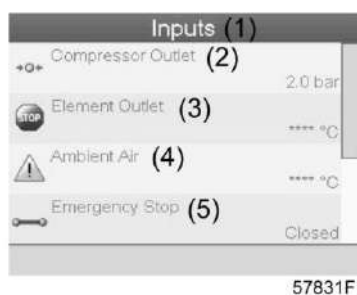 Inputs (1)
Compressor Outlet (2)
2.0 bar
STOP Element Outlet (3)
**** °C
Ambient Air (4)
**** °C
Emergency Stop (5)
Closed
57831F